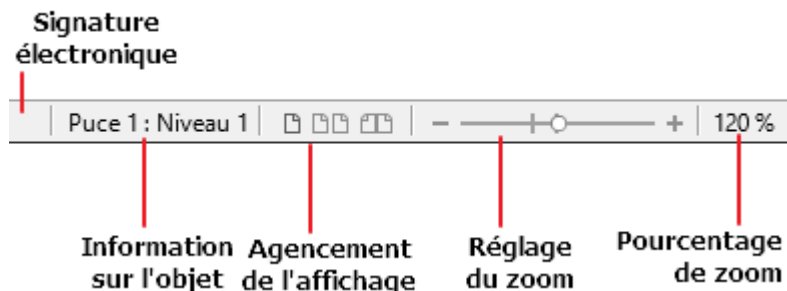 Signature
électronique
Puce 1 : Niveau 1
120 %
Information
sur l'objet
Agencement
de l'affichage
Réglage
du zoom
Pourcentage
de zoom